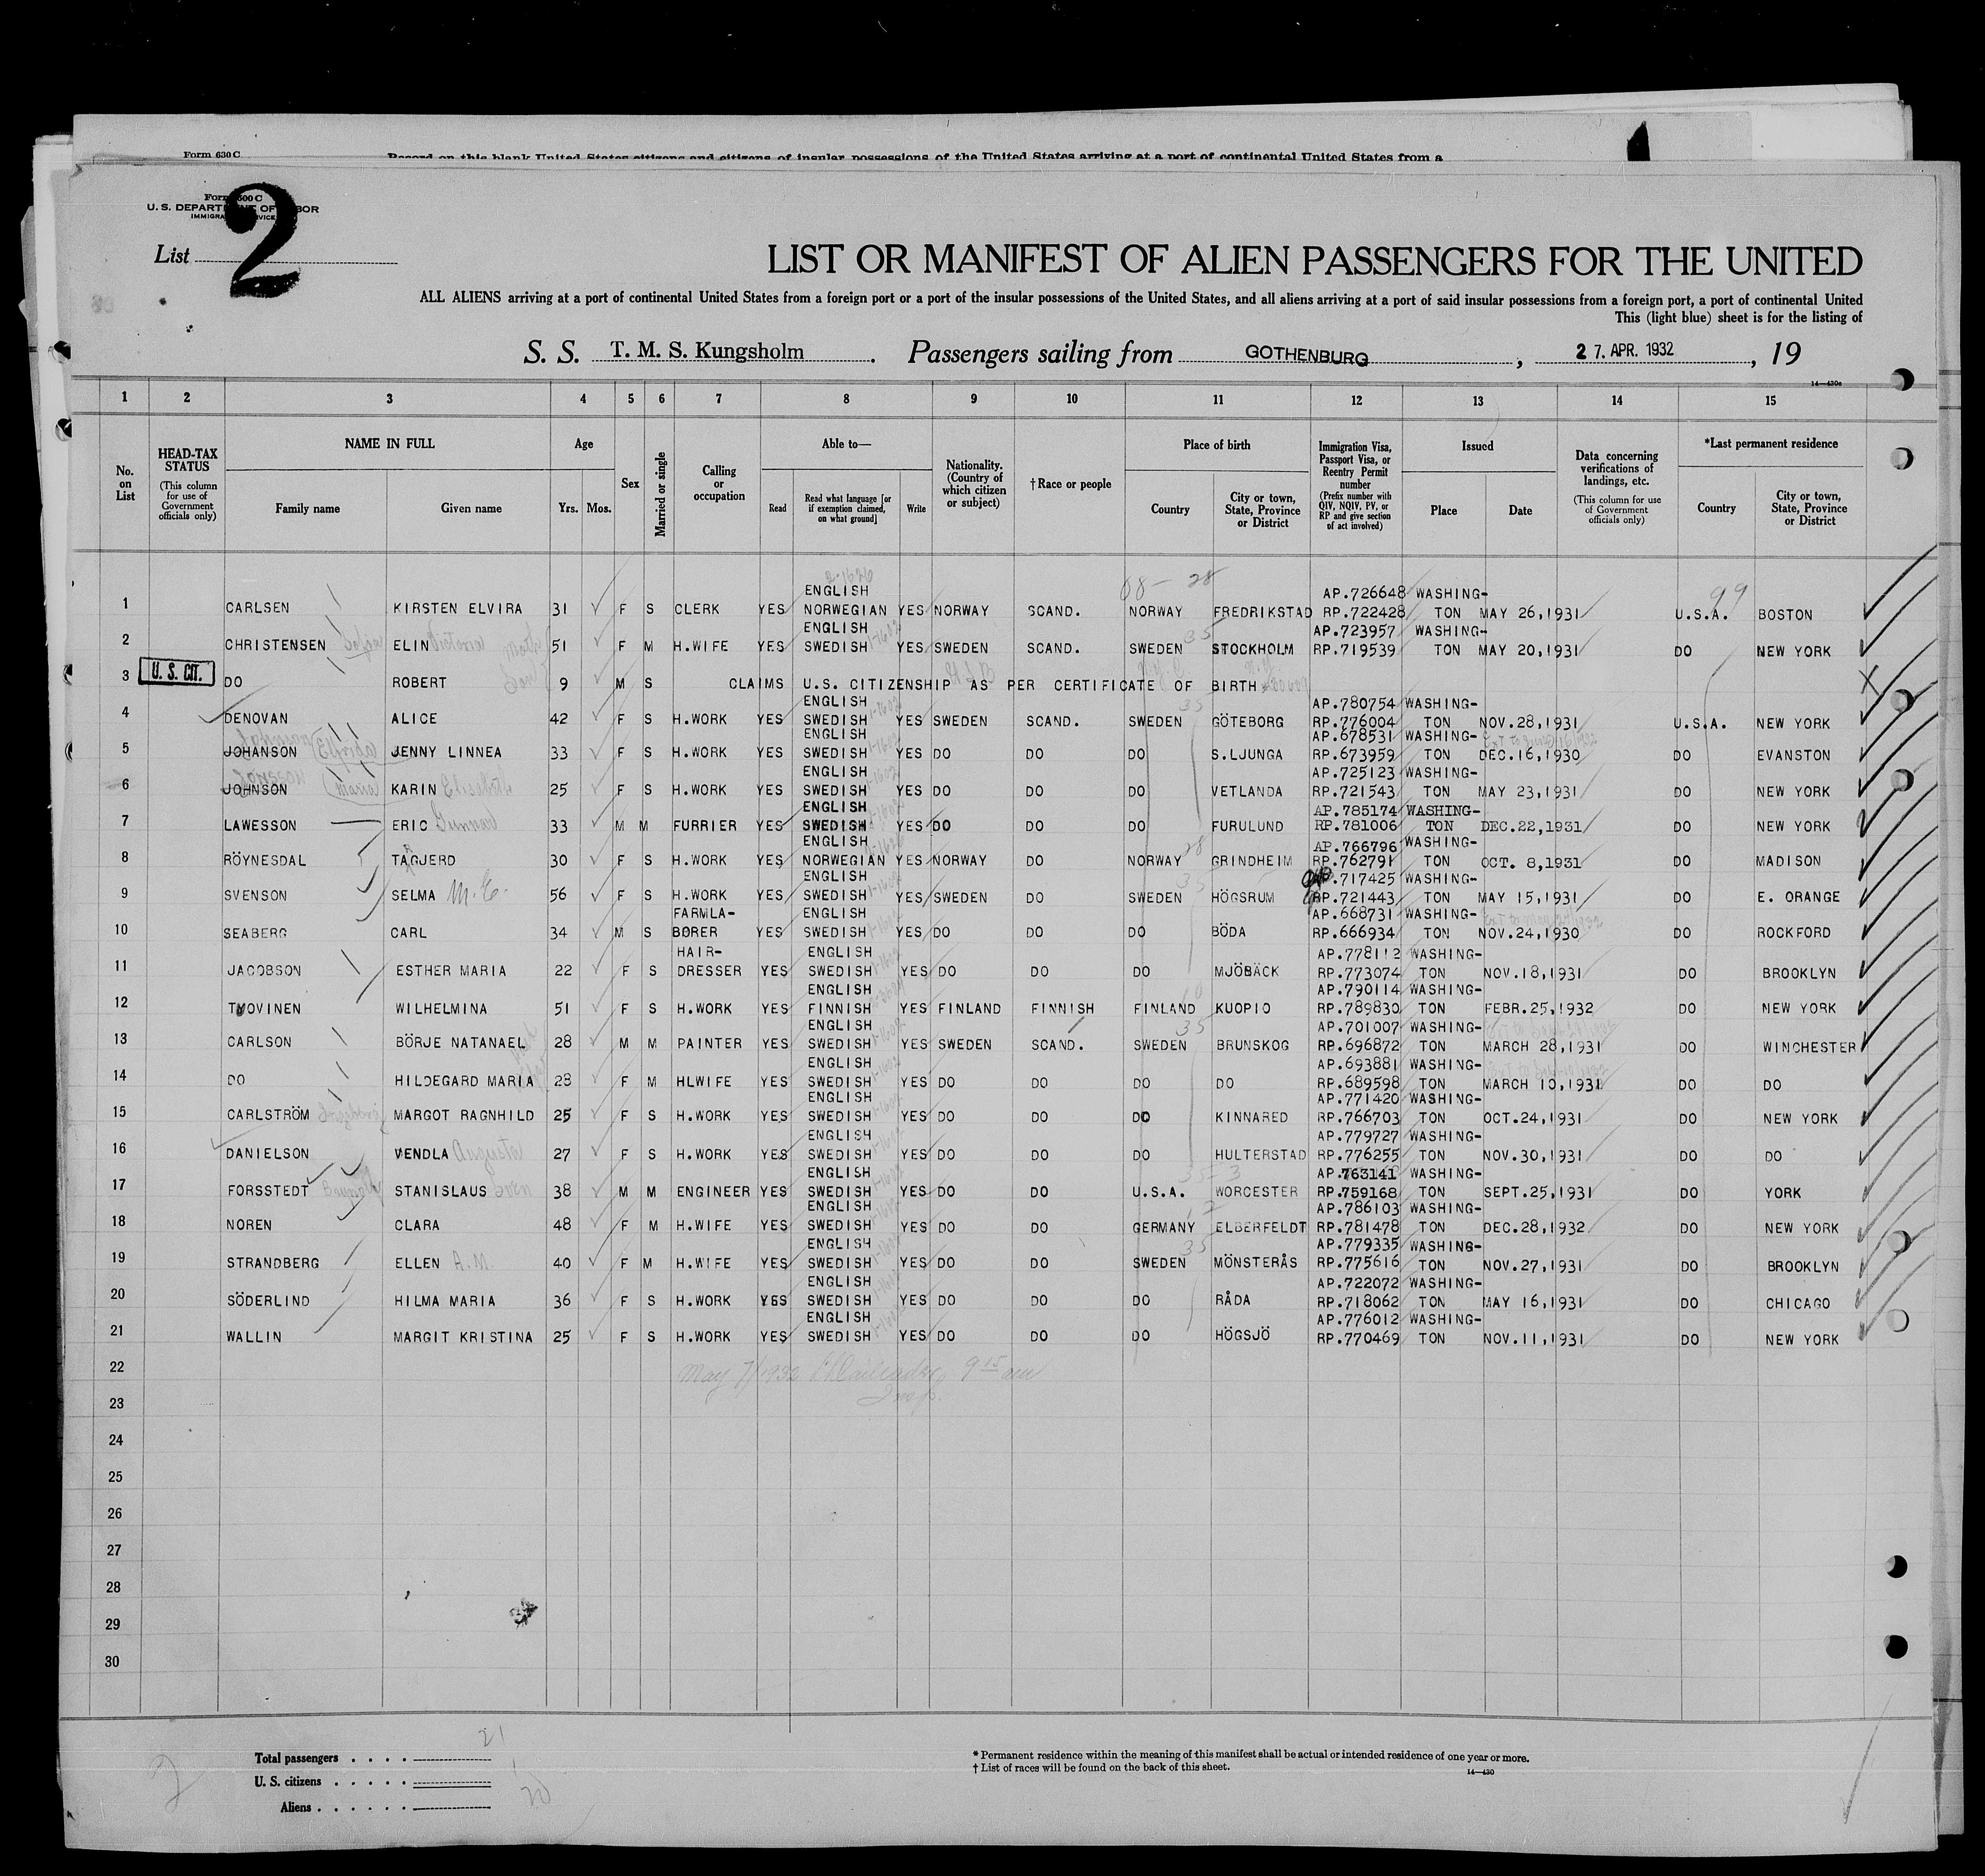 Form 630 C
Record on this blank United States citizens and citizens of insular possessions of the United States arriving at a port of continental United States from a
Form 500 C
U. S. DEPARTMENT OF LABOR
IMMIGRATION SERVICE
List 2
LIST OR MANIFEST OF ALIEN PASSENGERS FOR THE UNITED
ALL ALIENS arriving at a port of continental United States from a foreign port or a port of the insular possessions of the United States, and all aliens arriving at a port of said insular possessions from a foreign port, a port of continental United
This (light blue) sheet is for the listing of
S. S. T. M. S. Kungsholm. Passengers sailing from GOTHENBURG, 2 7. APR. 1932, 19
14—430c
1 2 3 4 5 6 7 8 9 10 11 12 13 14 15
No. on List
HEAD-TAX STATUS (This column for use of Government officials only)
NAME IN FULL
Family name Given name
Age
Yrs. Mos.
Sex
Married or single
Calling or occupation
Able to—
Read
Read what language [or if exemption claimed, on what ground]
Write
Nationality. (Country of which citizen or subject)
† Race or people
Place of birth
Country
City or town, State, Province or District
Immigration Visa, Passport Visa, or Reentry Permit number (Prefix number with QIV, NQIV, PV, or RP and give section of act involved)
Issued
Place Date
Data concerning verifications of landings, etc. (This column for use of Government officials only)
*Last permanent residence
Country
City or town, State, Province or District
08- 28 99
ENGLISH AP.726648 WASHING-
1 CARLSEN KIRSTEN ELVIRA 31 F S CLERK YES NORWEGIAN YES NORWAY SCAND. NORWAY FREDRIKSTAD RP.722428 TON MAY 26,1931 U.S.A. BOSTON
ENGLISH 35 AP.723957 WASHING-
2 CHRISTENSEN ELIN 51 F M H.WIFE YES SWEDISH YES SWEDEN SCAND. SWEDEN STOCKHOLM RP.719539 TON MAY 20,1931 DO NEW YORK
U. S. CIT.
3 DO ROBERT 9 M S CLAIMS U.S. CITIZENSHIP AS PER CERTIFICATE OF BIRTH
ENGLISH 35 AP.780754 WASHING-
4 DENOVAN ALICE 42 F S H.WORK YES SWEDISH YES SWEDEN SCAND. SWEDEN GÖTEBORG RP.776004 TON NOV.28,1931 U.S.A. NEW YORK
ENGLISH AP.678531 WASHING-
5 JOHANSON JENNY LINNEA 33 F S H.WORK YES SWEDISH YES DO DO DO S.LJUNGA RP.673959 TON DEC.16,1930 DO EVANSTON
ENGLISH AP.725123 WASHING-
6 JOHNSON Maria KARIN Elisabeth 25 F S H.WORK YES SWEDISH YES DO DO DO VETLANDA RP.721543 TON MAY 23,1931 DO NEW YORK
ENGLISH AP.785174 WASHING-
7 LAWESSON ERIC Gunnar 33 M M FURRIER YES SWEDISH YES DO DO DO FURULUND RP.781006 TON DEC.22,1931 DO NEW YORK
ENGLISH 28 AP.766796 WASHING-
8 RÖYNESDAL TAGJERD 30 F S H.WORK YES NORWEGIAN YES NORWAY DO NORWAY GRINDHEIM RP.762791 TON OCT. 8,1931 DO MADISON
ENGLISH 35 .717425 WASHING-
9 SVENSON SELMA M.E. 56 F S H.WORK YES SWEDISH YES SWEDEN DO SWEDEN HÖGSRUM RP.721443 TON MAY 15,1931 DO E. ORANGE
FARMLA- ENGLISH AP.668731 WASHING-
10 SEABERG CARL 34 M S BORER YES SWEDISH YES DO DO DO BÖDA RP.666934 TON NOV.24,1930 DO ROCKFORD
HAIR- ENGLISH AP.778112 WASHING-
11 JACOBSON ESTHER MARIA 22 F S DRESSER YES SWEDISH YES DO DO DO MJÖBÄCK RP.773074 TON NOV.18,1931 DO BROOKLYN
ENGLISH AP.790114 WASHING-
12 TUOVINEN WILHELMINA 51 F S H.WORK YES FINNISH YES FINLAND FINNISH FINLAND KUOPIO RP.789830 TON FEBR.25,1932 DO NEW YORK
ENGLISH 35 AP.701007 WASHING-
13 CARLSON BÖRJE NATANAEL 28 M M PAINTER YES SWEDISH YES SWEDEN SCAND. SWEDEN BRUNSKOG RP.696872 TON MARCH 28,1931 DO WINCHESTER
ENGLISH AP.693881 WASHING-
14 DO HILDEGARD MARIA 28 F M HLWIFE YES SWEDISH YES DO DO DO DO RP.689598 TON MARCH 10,1931 DO DO
ENGLISH AP.771420 WASHING-
15 CARLSTRÖM MARGOT RAGNHILD 25 F S H.WORK YES SWEDISH YES DO DO DO KINNARED RP.766703 TON OCT.24,1931 DO NEW YORK
ENGLISH AP.779727 WASHING-
16 DANIELSON VENDLA Augusta 27 F S H.WORK YES SWEDISH YES DO DO DO HULTERSTAD RP.776255 TON NOV.30,1931 DO DO
ENGLISH 35-3 AP.763141 WASHING-
17 FORSSTEDT STANISLAUS 38 M M ENGINEER YES SWEDISH YES DO DO U.S.A. WORCESTER RP.759168 TON SEPT.25,1931 DO YORK
ENGLISH AP.786103 WASHING-
18 NOREN CLARA 48 F M H.WIFE YES SWEDISH YES DO DO GERMANY ELBERFELDT RP.781478 TON DEC.28,1932 DO NEW YORK
ENGLISH 35 AP.779335 WASHING-
19 STRANDBERG ELLEN A.M. 40 F M H.WIFE YES SWEDISH YES DO DO SWEDEN MÖNSTERÅS RP.775616 TON NOV.27,1931 DO BROOKLYN
ENGLISH AP.722072 WASHING-
20 SÖDERLIND HILMA MARIA 36 F S H.WORK YES SWEDISH YES DO DO DO RÅDA RP.718062 TON MAY 16,1931 DO CHICAGO
ENGLISH AP.776012 WASHING-
21 WALLIN MARGIT KRISTINA 25 F S H.WORK YES SWEDISH YES DO DO DO HÖGSJÖ RP.770469 TON NOV.11,1931 DO NEW YORK
22 May 7/1932 9 15 am
23 Insp.
24
25
26
27
28
29
30
Total passengers . . . . 21
U. S. citizens . . . . . 1
Aliens . . . . . . 20
2
* Permanent residence within the meaning of this manifest shall be actual or intended residence of one year or more.
† List of races will be found on the back of this sheet.
14—430